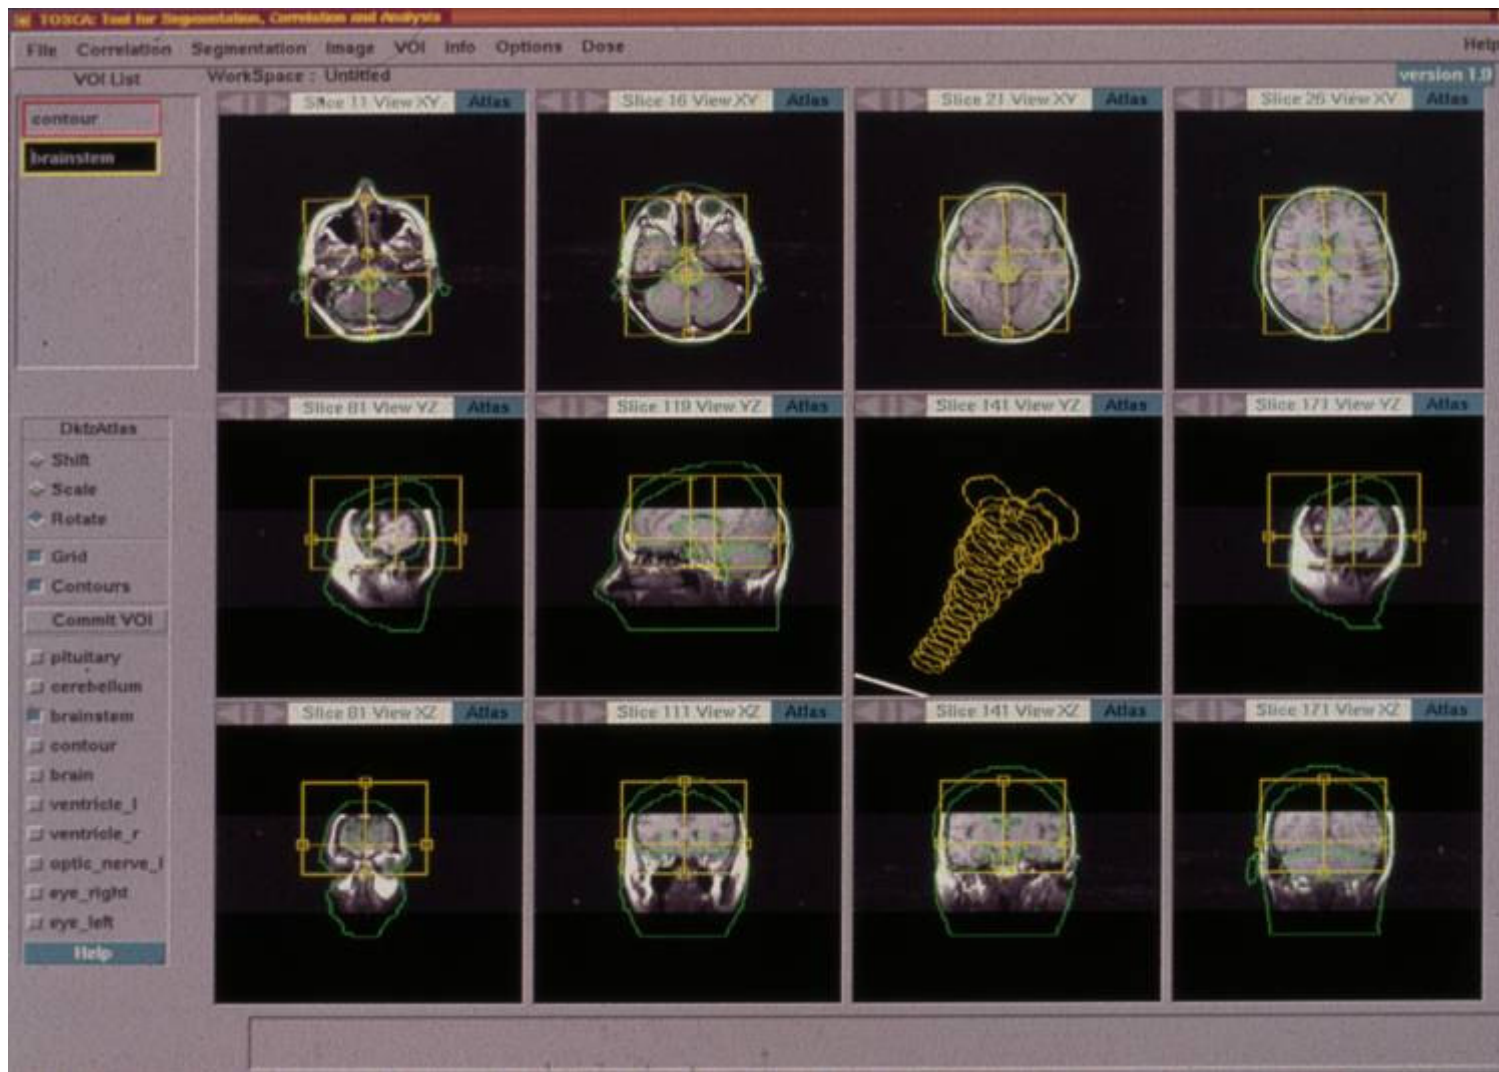 TOSCA: Tool for Segmentation, Correlation and Analysis
File Correlation Segmentation Image VOI Info Options Dose Help
VOI List WorkSpace : Untitled version 1.0
contour
brainstem
Slice 11 View XY Atlas Slice 16 View XY Atlas Slice 21 View XY Atlas Slice 26 View XY Atlas
Slice 81 View YZ Atlas Slice 119 View YZ Atlas Slice 141 View YZ Atlas Slice 171 View YZ Atlas
DkfzAtlas
Shift
Scale
Rotate
Grid
Contours
Commit VOI
pituitary
cerebellum
brainstem
contour
brain
ventricle_l
ventricle_r
optic_nerve_l
eye_right
eye_left
Help
Slice 81 View XZ Atlas Slice 111 View XZ Atlas Slice 141 View XZ Atlas Slice 171 View XZ Atlas